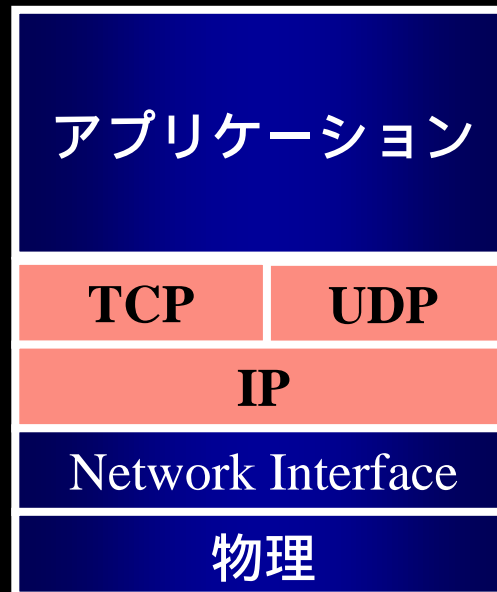 アプリケーション
TCP UDP
IP
Network Interface
物理